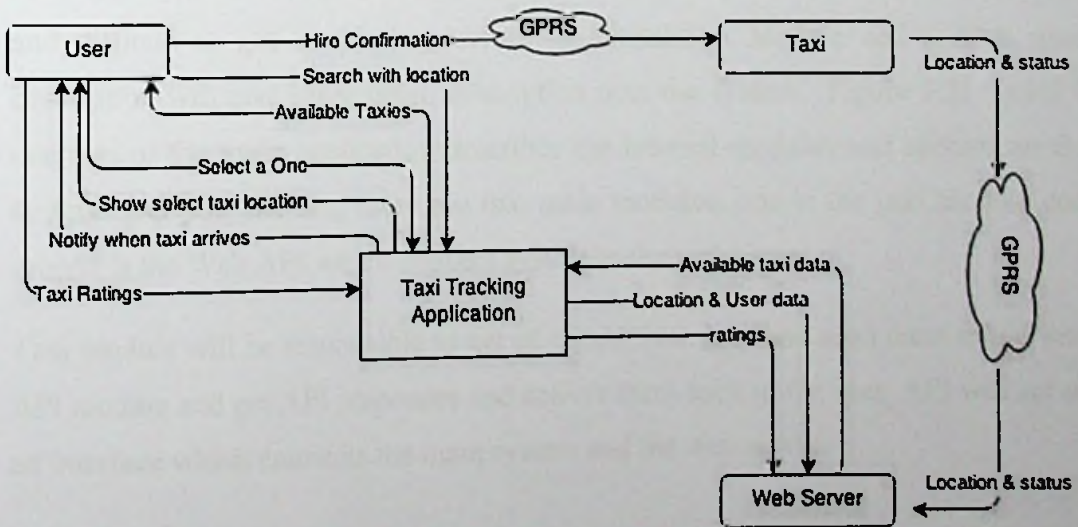 User
Hiro Confirmation
GPRS
Taxi
Location & status
Search with location
Available Taxies
Select a One
Show select taxi location
Notify when taxi arrives
Taxi Ratings
Taxi Tracking
Application
Available taxi data
Location & User data
ratings
GPRS
Web Server
Location & status